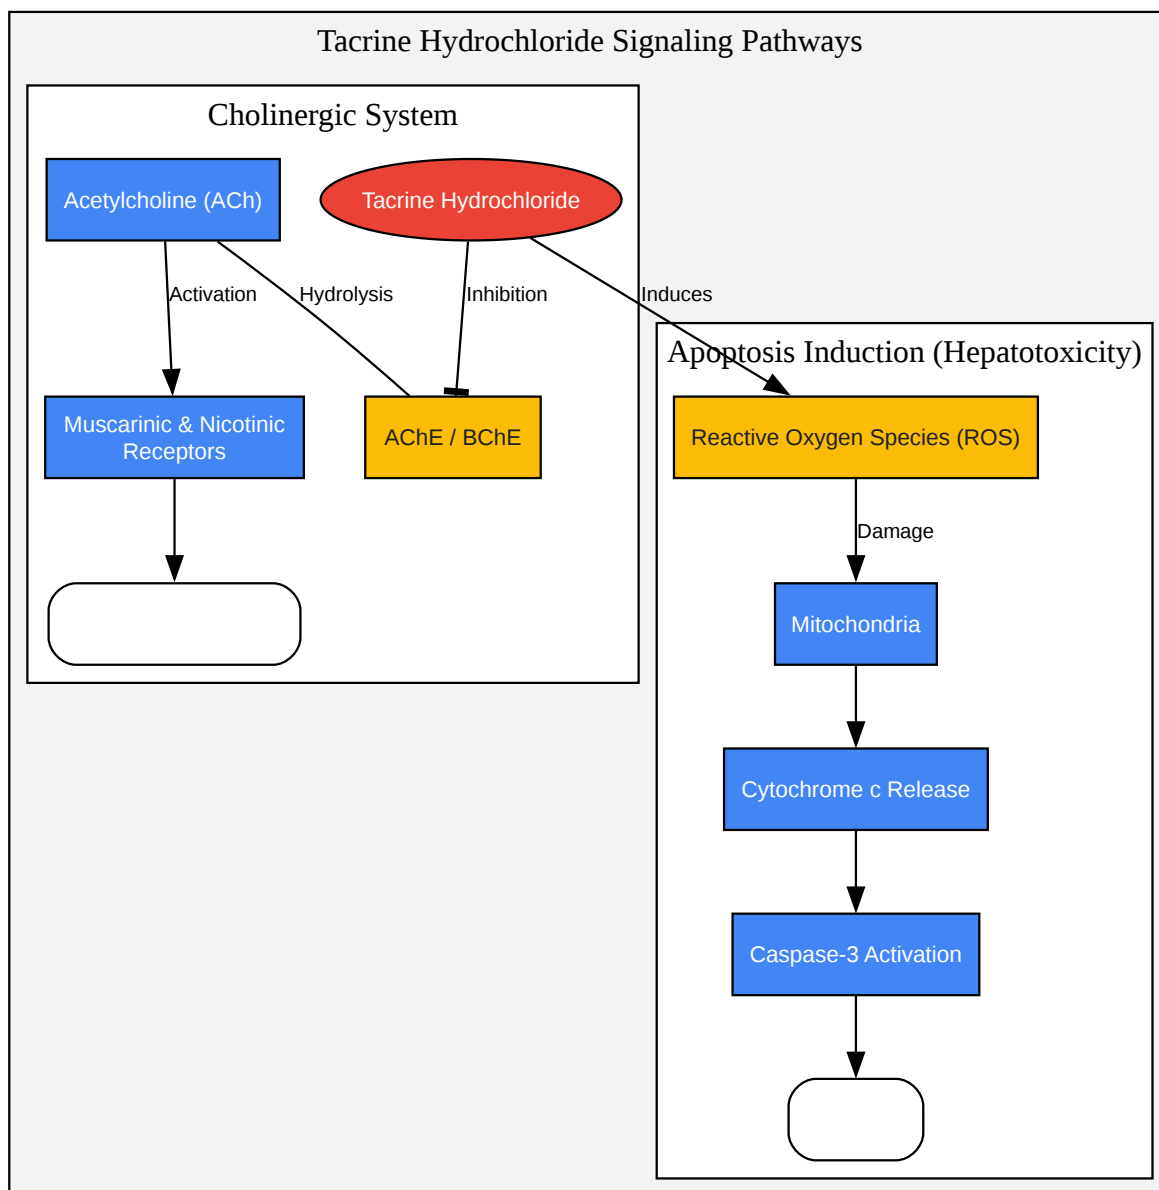 Tacrine Hydrochloride Signaling Pathways
Cholinergic System
Acetylcholine (ACh)
Tacrine Hydrochloride
Activation
Hydrolysis
Inhibition
Induces
Apoptosis Induction (Hepatotoxicity)
Muscarinic & Nicotinic
Receptors
AChE / BChE
Reactive Oxygen Species (ROS)
Damage
Mitochondria
Cytochrome c Release
Caspase-3 Activation